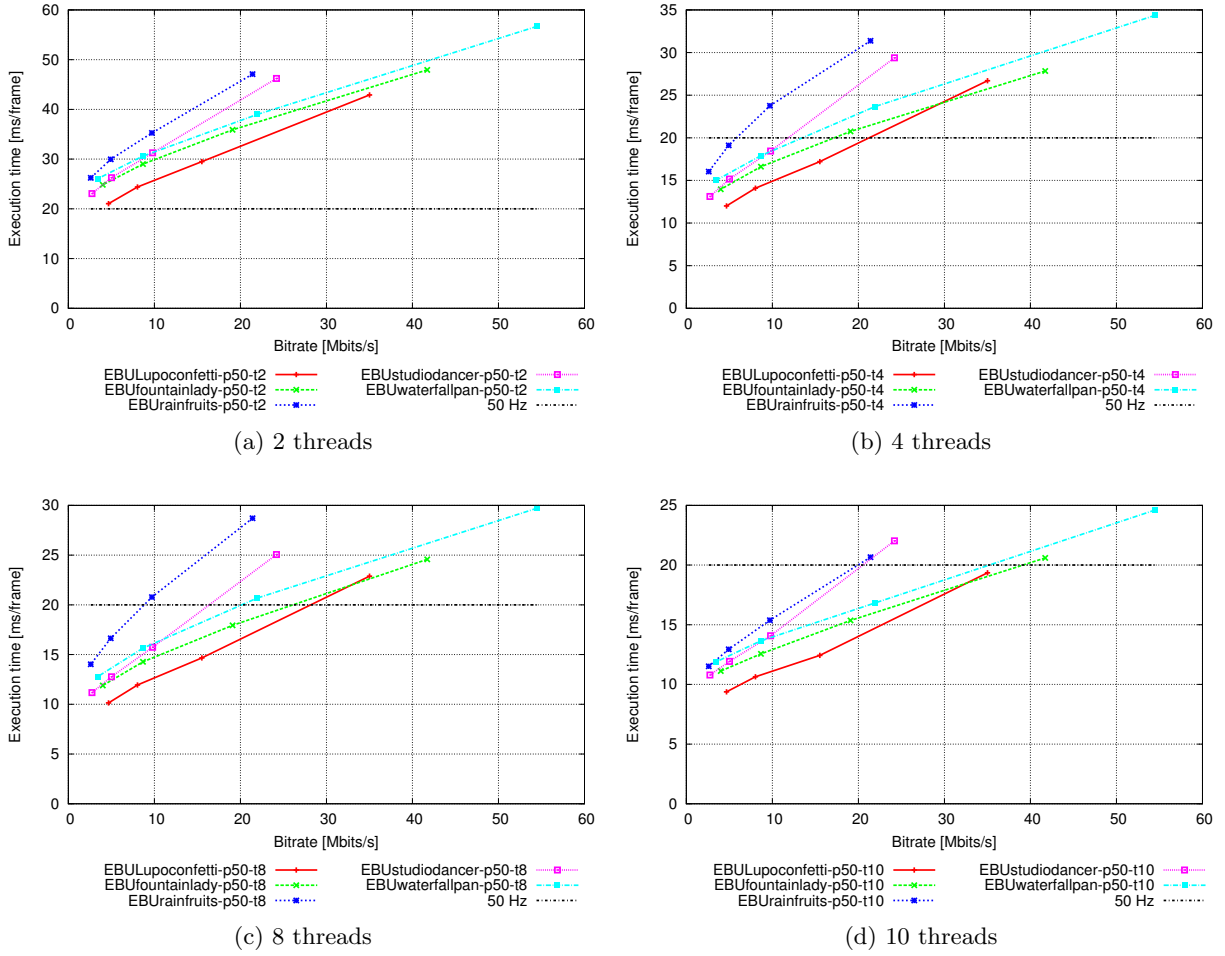 60
50
40
30
20
10
0
0 10 20 30 40 50 60
Execution time [ms/frame]
Bitrate [Mbits/s]
EBULupoconfetti-p50-t2
EBUfountainlady-p50-t2
EBUrainfruits-p50-t2
EBUstudiodancer-p50-t2
EBUwaterfallpan-p50-t2
50 Hz
(a) 2 threads
35
30
25
20
15
10
5
0
0 10 20 30 40 50 60
Execution time [ms/frame]
Bitrate [Mbits/s]
EBULupoconfetti-p50-t4
EBUfountainlady-p50-t4
EBUrainfruits-p50-t4
EBUstudiodancer-p50-t4
EBUwaterfallpan-p50-t4
50 Hz
(b) 4 threads
30
25
20
15
10
5
0
0 10 20 30 40 50 60
Execution time [ms/frame]
Bitrate [Mbits/s]
EBULupoconfetti-p50-t8
EBUfountainlady-p50-t8
EBUrainfruits-p50-t8
EBUstudiodancer-p50-t8
EBUwaterfallpan-p50-t8
50 Hz
(c) 8 threads
25
20
15
10
5
0
0 10 20 30 40 50 60
Execution time [ms/frame]
Bitrate [Mbits/s]
EBULupoconfetti-p50-t10
EBUfountainlady-p50-t10
EBUrainfruits-p50-t10
EBUstudiodancer-p50-t10
EBUwaterfallpan-p50-t10
50 Hz
(d) 10 threads